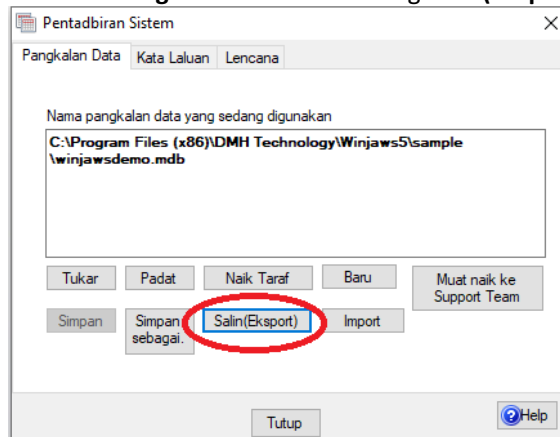 Pentadbiran Sistem
Pangkalan Data Kata Laluan Lencana
Nama pangkalan data yang sedang digunakan
C:\Program Files (x86)\DMH Technology\Winjaws5\sample
\winjawsdemo.mdb
Tukar Padat Naik Taraf Baru Muat naik ke
Support Team
Simpan Simpan Salin(Eksport) Import
sebagai.
Tutup Help